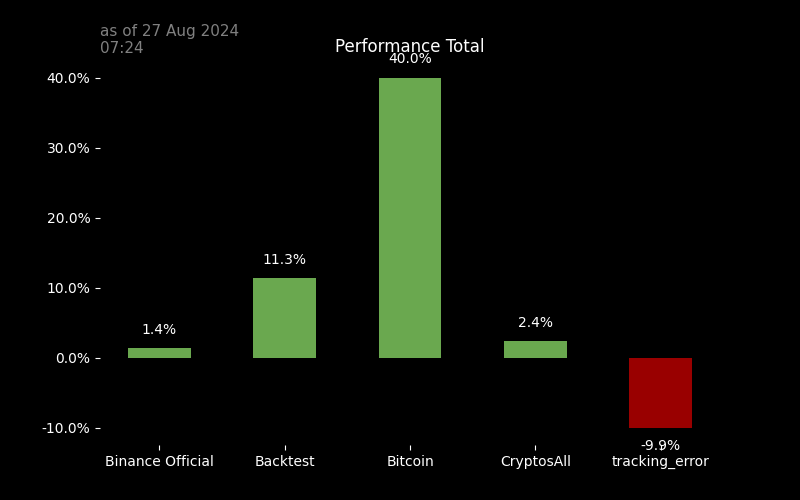 as of 27 Aug 2024
07:24
Performance Total
40.0%
40.0%
30.0%
20.0%
11.3%
10.0%
1.4%
2.4%
0.0%
-10.0%
-9.9%
Binance Official
Backtest
Bitcoin
CryptosAll
tracking_error